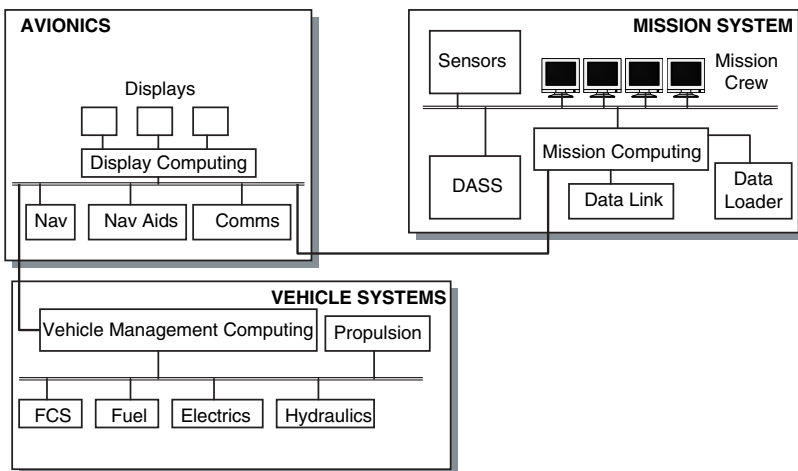 AVIONICS
Displays
Display Computing
Nav
Nav Aids
Comms
MISSION SYSTEM
Sensors
Mission
Crew
Mission Computing
DASS
Data Link
Data
Loader
VEHICLE SYSTEMS
Vehicle Management Computing
Propulsion
FCS
Fuel
Electrics
Hydraulics